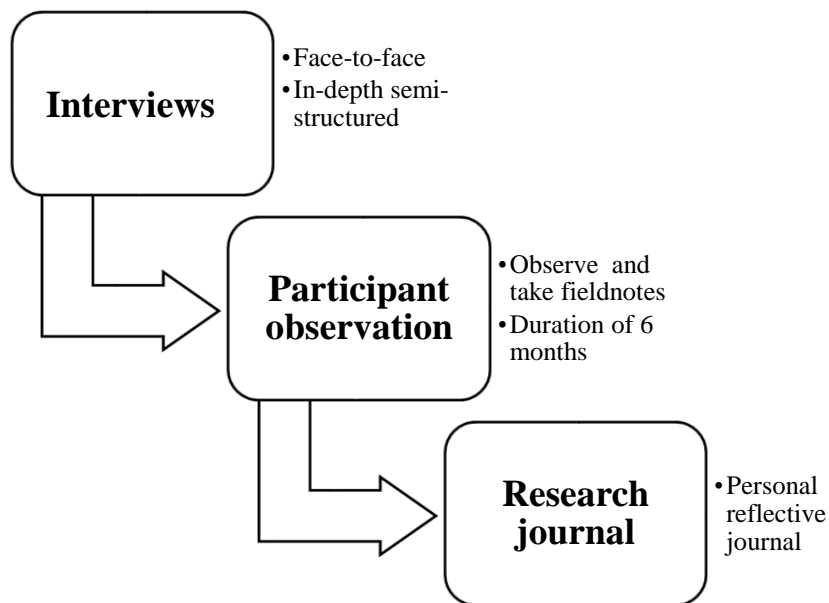 Interviews
•Face-to-face
•In-depth semi-
structured
Participant
observation
•Observe and
take fieldnotes
•Duration of 6
months
Research
journal
•Personal
reflective
journal